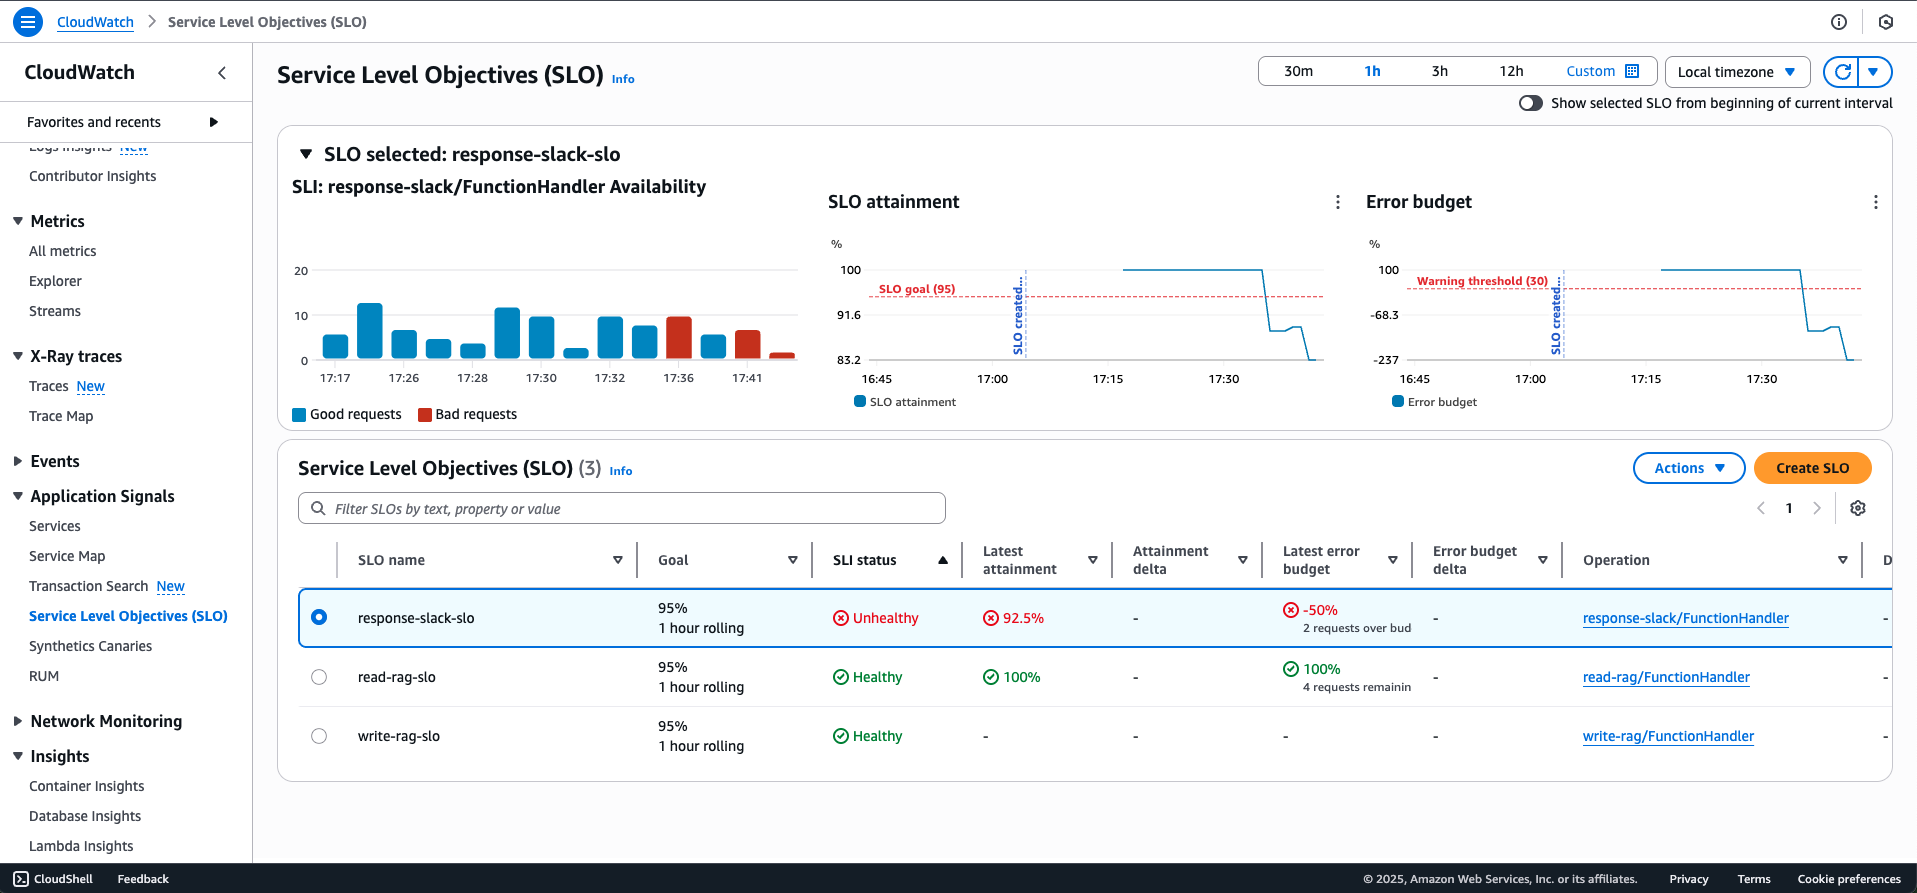 CloudWatch > Service Level Objectives (SLO)
CloudWatch
Favorites and recents
Logs Insights New
Contributor Insights
Metrics
All metrics
Explorer
Streams
X-Ray traces
Traces New
Trace Map
Events
Application Signals
Services
Service Map
Transaction Search New
Service Level Objectives (SLO)
Synthetics Canaries
RUM
Network Monitoring
Insights
Container Insights
Database Insights
Lambda Insights
Service Level Objectives (SLO) Info
30m 1h 3h 12h Custom Local timezone
Show selected SLO from beginning of current interval
SLO selected: response-slack-slo
SLI: response-slack/FunctionHandler Availability
20
10
0
17:17 17:26 17:28 17:30 17:32 17:36 17:41
Good requests Bad requests
SLO attainment
%
100
SLO goal (95)
91.6
83.2
SLO created...
16:45 17:00 17:15 17:30
SLO attainment
Error budget
%
100
Warning threshold (30)
-68.3
-237
SLO created...
16:45 17:00 17:15 17:30
Error budget
Service Level Objectives (SLO) (3) Info
Actions Create SLO
Filter SLOs by text, property or value
1
SLO name Goal SLI status Latest attainment Attainment delta Latest error budget Error budget delta Operation D
response-slack-slo 95% 1 hour rolling Unhealthy 92.5% - -50% 2 requests over bud - response-slack/FunctionHandler -
read-rag-slo 95% 1 hour rolling Healthy 100% - 100% 4 requests remainin - read-rag/FunctionHandler -
write-rag-slo 95% 1 hour rolling Healthy - - - - write-rag/FunctionHandler -
CloudShell Feedback © 2025, Amazon Web Services, Inc. or its affiliates. Privacy Terms Cookie preferences